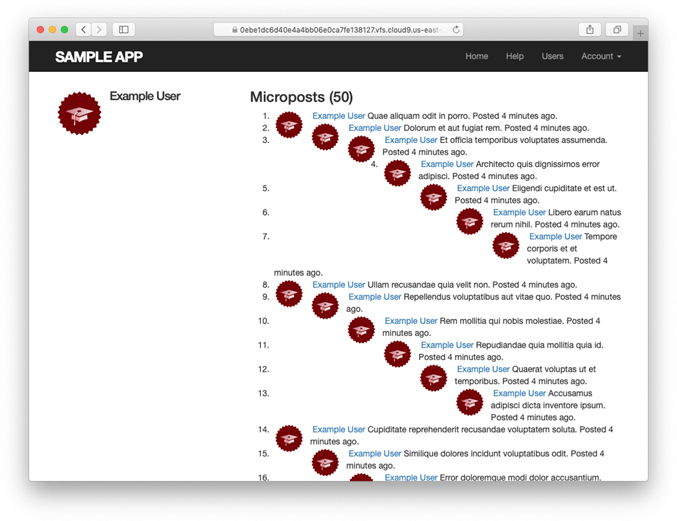 0ebe1dc6d40e4a4bb06e0ca7fe138127.vfs.cloud9.us-east-
SAMPLE APP
Home Help Users Account
Example User
Microposts (50)
1. Example User Quae aliquam odit in porro. Posted 4 minutes ago.
2. Example User Dolorum et aut fugiat rem. Posted 4 minutes ago.
3. Example User Et officia temporibus voluptates assumenda.
Posted 4 minutes ago.
4. Example User Architecto quis dignissimos error
adipisci. Posted 4 minutes ago.
5. Example User Eligendi cupiditate et est ut.
Posted 4 minutes ago.
6. Example User Libero earum natus
rerum nihil. Posted 4 minutes ago.
7. Example User Tempore
corporis et et
voluptatem. Posted 4
minutes ago.
8. Example User Ullam recusandae quia velit non. Posted 4 minutes ago.
9. Example User Repellendus voluptatibus aut vitae quo. Posted 4 minutes
ago.
10. Example User Rem mollitia qui nobis molestiae. Posted 4
minutes ago.
11. Example User Repudiandae quia mollitia quia id.
Posted 4 minutes ago.
12. Example User Quaerat voluptas ut et
temporibus. Posted 4 minutes ago.
13. Example User Accusamus
adipisci dicta inventore ipsum.
Posted 4 minutes ago.
14. Example User Cupiditate reprehenderit recusandae voluptatem soluta. Posted 4
minutes ago.
15. Example User Similique dolores incidunt voluptatibus odit. Posted 4
minutes ago.
16. Example User Error doloremque modi dolor accusantium.